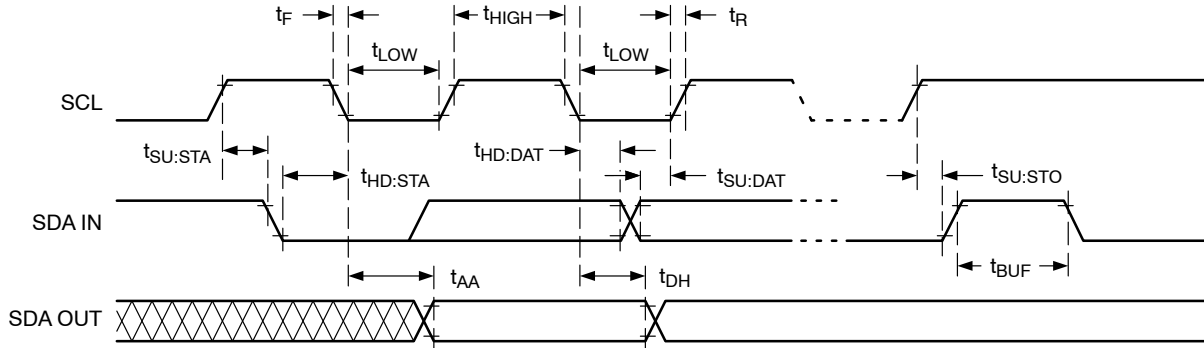 tF tHIGH tR
tLOW tLOW
SCL
tSU:STA tHD:STA tHD:DAT tSU:DAT tSU:STO
SDA IN
tAA tDH tBUF
SDA OUT